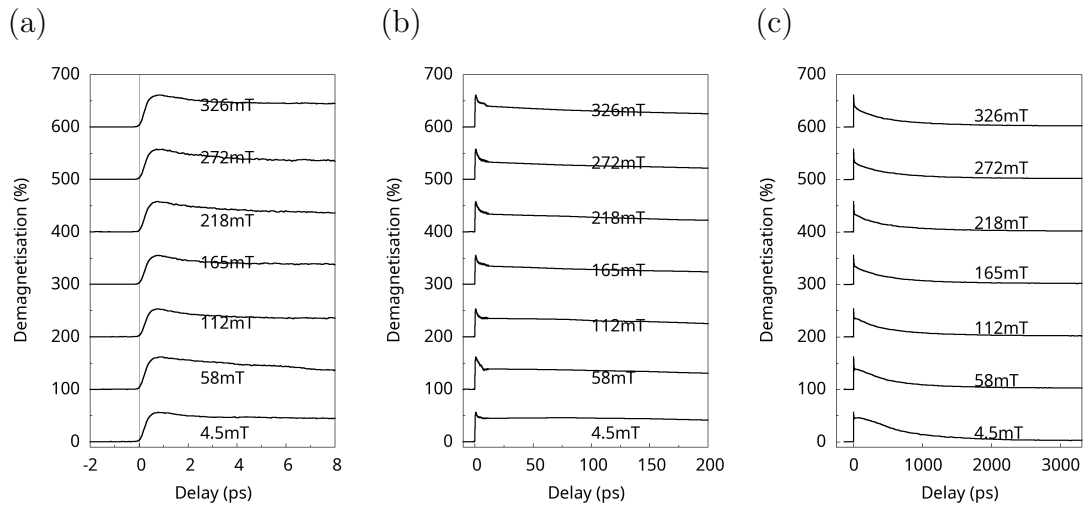 (a)
700
600
500
400
300
200
100
0
Demagnetisation (%)
326mT
272mT
218mT
165mT
112mT
58mT
4.5mT
-2 0 2 4 6 8
Delay (ps)
(b)
700
600
500
400
300
200
100
0
Demagnetisation (%)
326mT
272mT
218mT
165mT
112mT
58mT
4.5mT
0 50 100 150 200
Delay (ps)
(c)
700
600
500
400
300
200
100
0
Demagnetisation (%)
326mT
272mT
218mT
165mT
112mT
58mT
4.5mT
0 1000 2000 3000
Delay (ps)